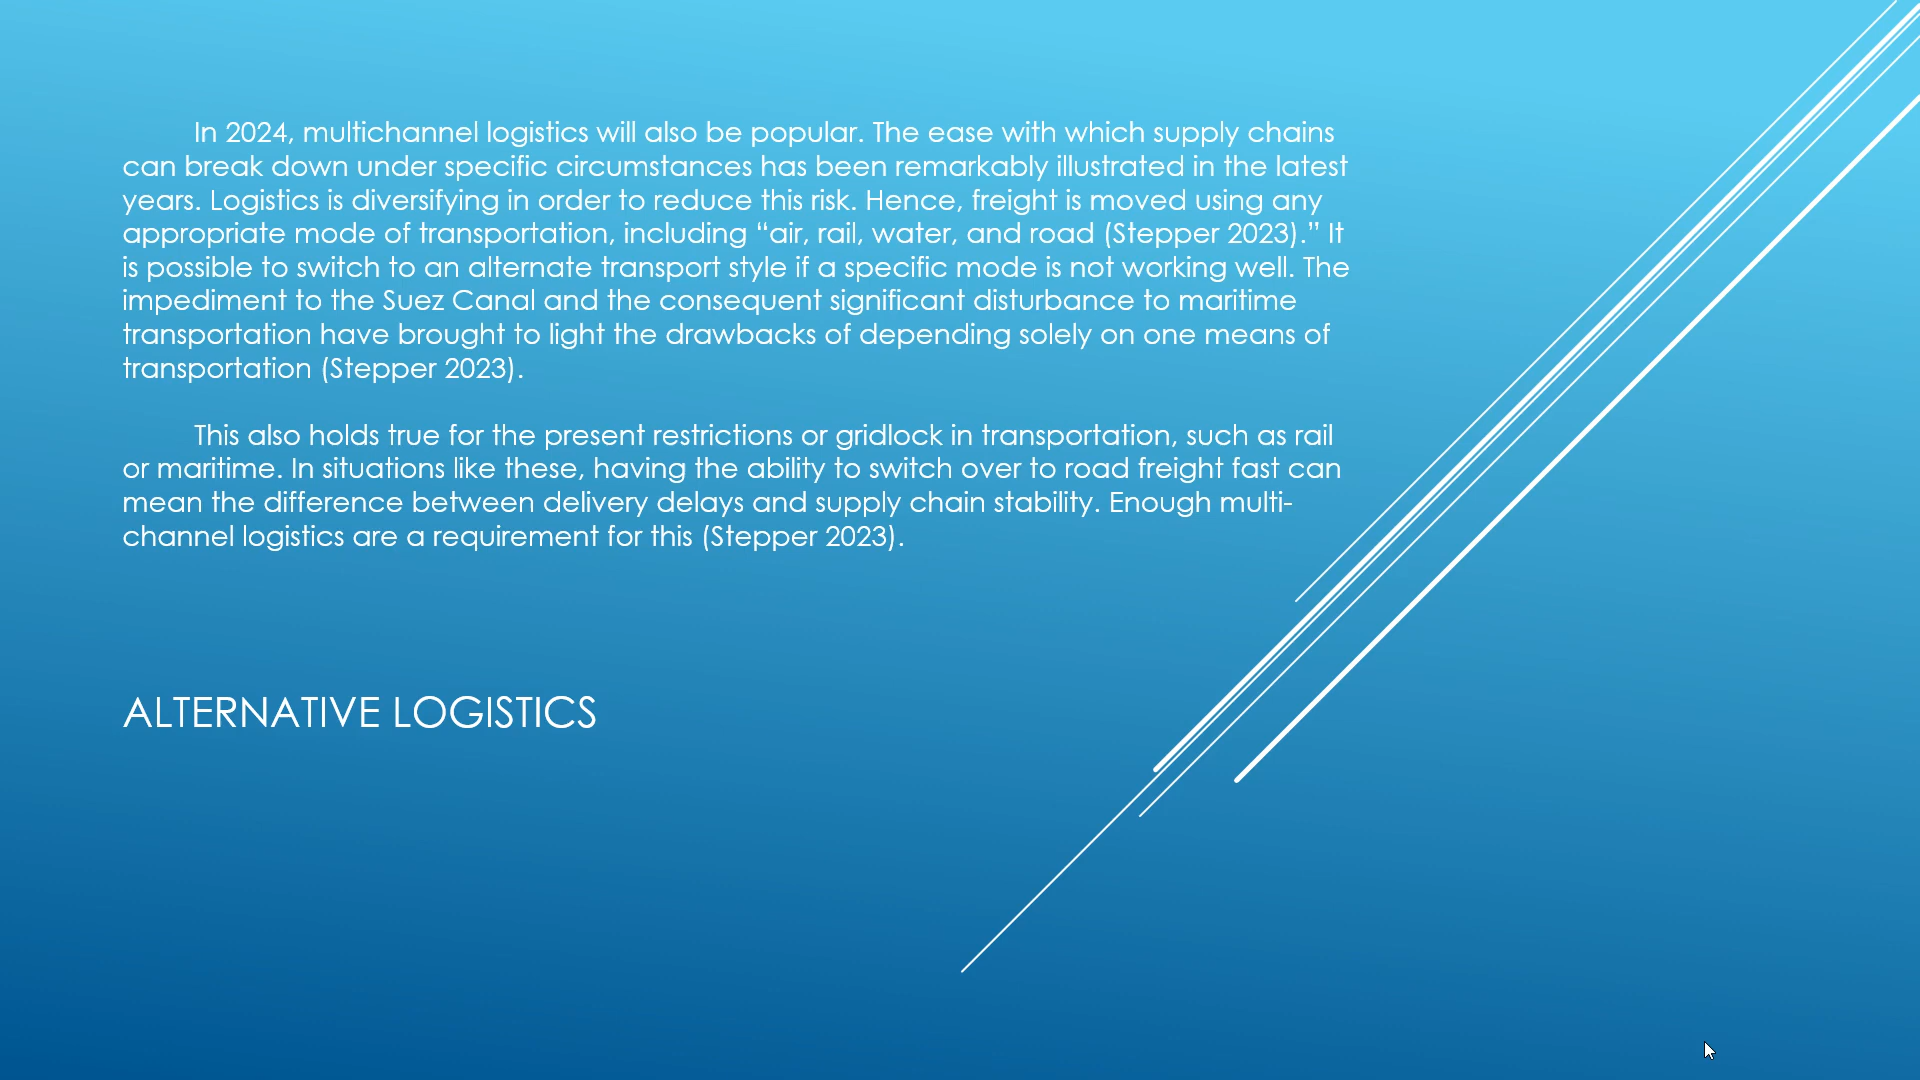 In 2024, multichannel logistics will also be popular. The ease with which supply chains
can break down under specific circumstances has been remarkably illustrated in the latest
years. Logistics is diversifying in order to reduce this risk. Hence, freight is moved using any
appropriate mode of transportation, including “air, rail, water, and road (Stepper 2023).” It
is possible to switch to an alternate transport style if a specific mode is not working well. The
impediment to the Suez Canal and the consequent significant disturbance to maritime
transportation have brought to light the drawbacks of depending solely on one means of
transportation (Stepper 2023).
This also holds true for the present restrictions or gridlock in transportation, such as rail
or maritime. In situations like these, having the ability to switch over to road freight fast can
mean the difference between delivery delays and supply chain stability. Enough multi-
channel logistics are a requirement for this (Stepper 2023).
ALTERNATIVE LOGISTICS